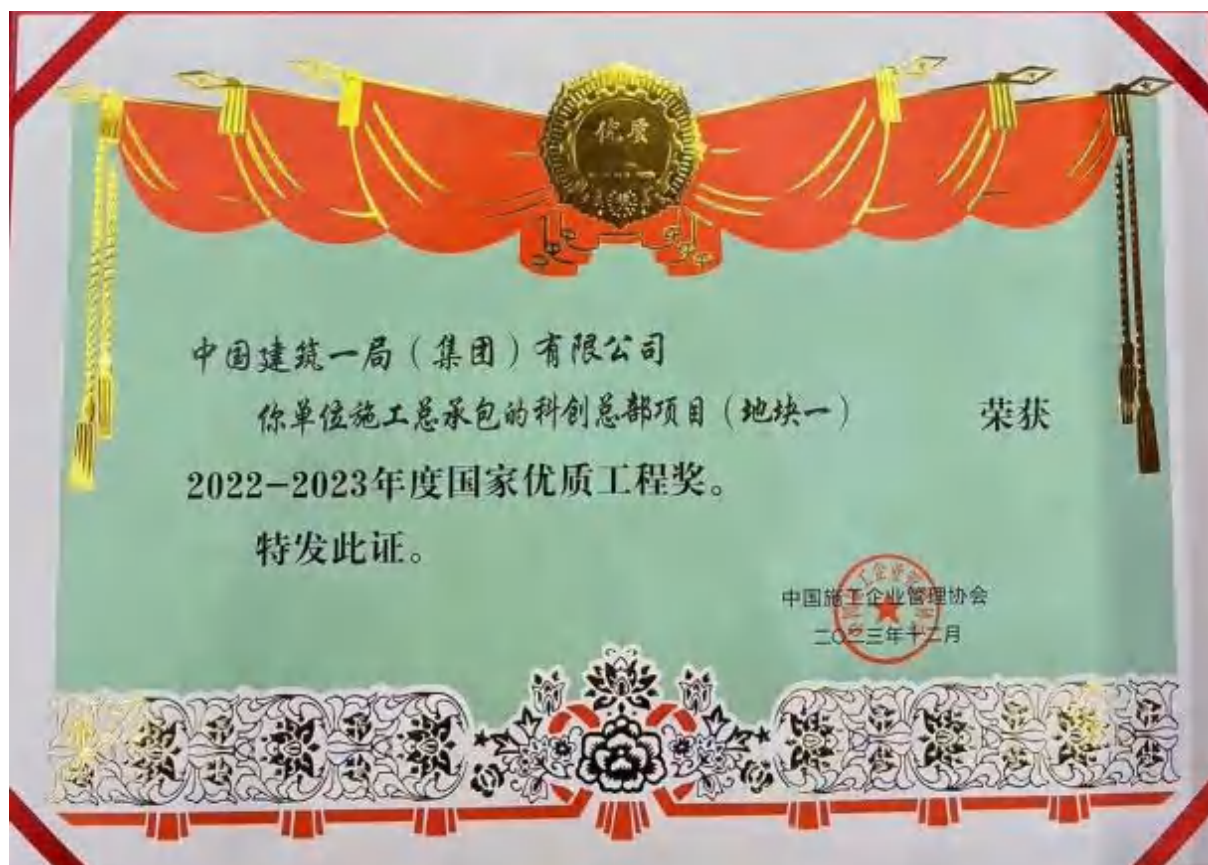 优质
中国建筑一局（集团）有限公司
你单位施工总承包的科创总部项目（地块一） 荣获
2022-2023年度国家优质工程奖。
特发此证。
中国施工企业管理协会
二〇二三年十二月